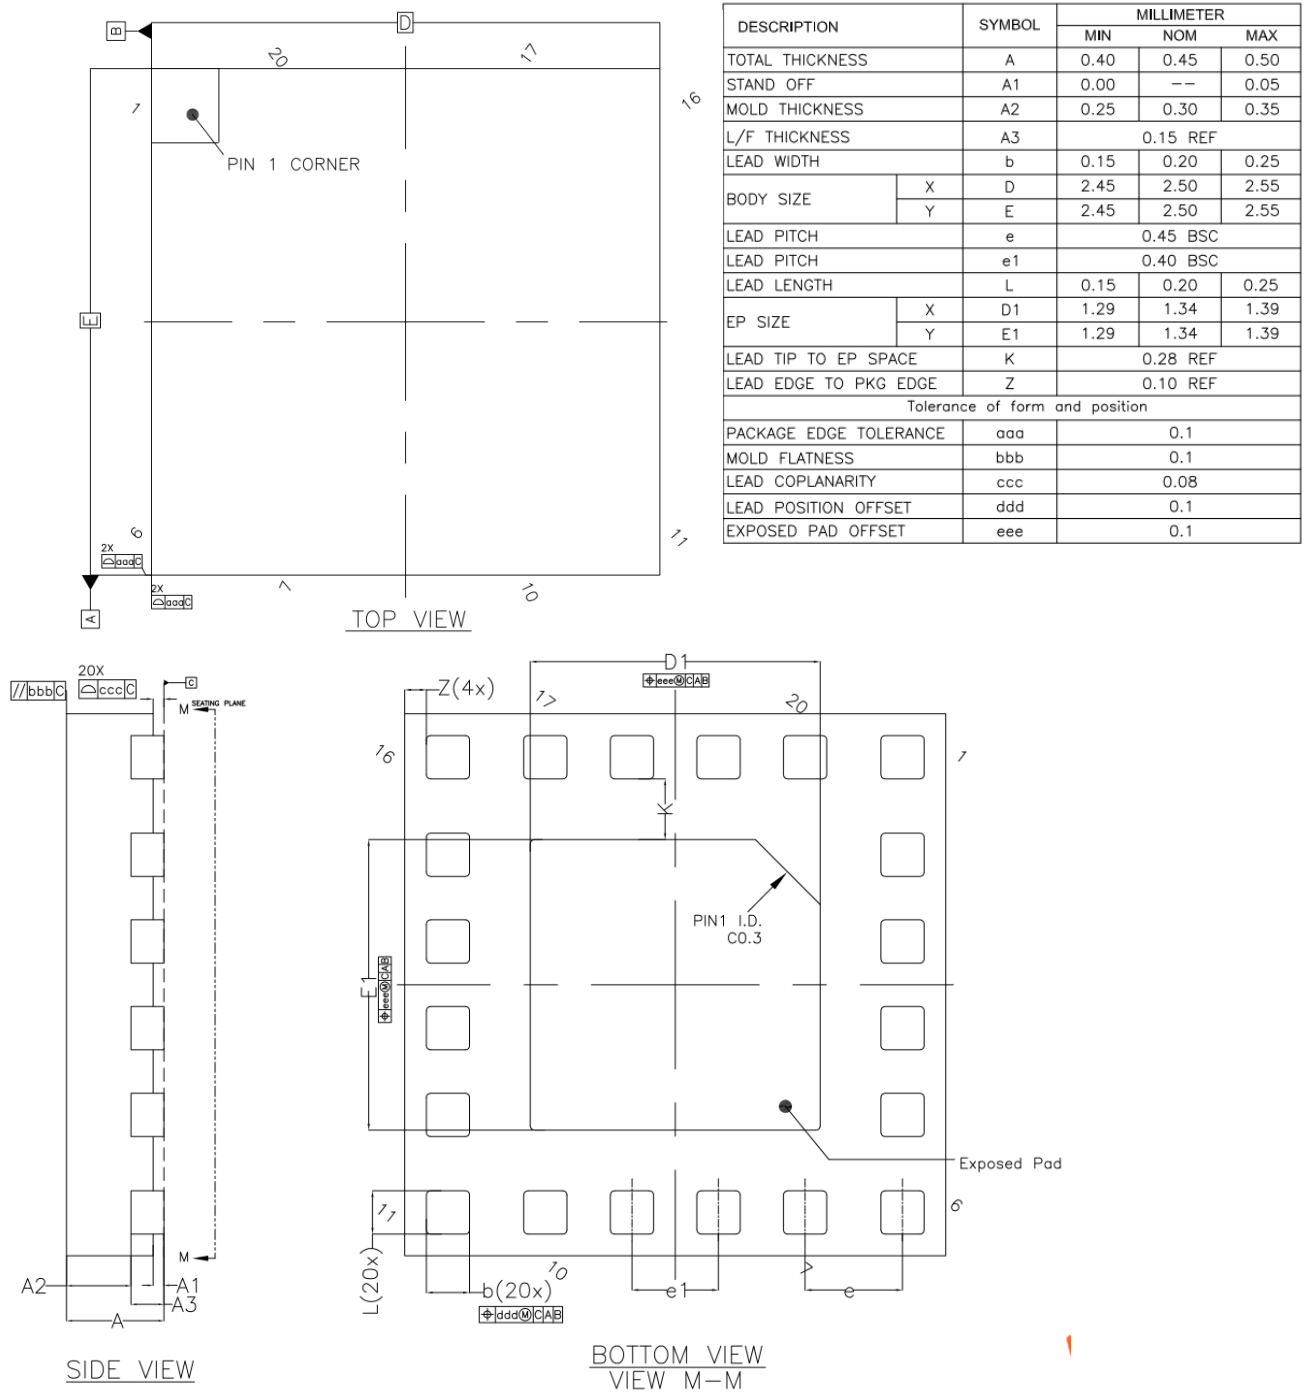 B
D
20
17
1
16
PIN 1 CORNER
E
6
11
2X
aaa C
2X
aaa C
7
10
A
TOP VIEW
DESCRIPTION SYMBOL MILLIMETER
MIN NOM MAX
TOTAL THICKNESS A 0.40 0.45 0.50
STAND OFF A1 0.00 -- 0.05
MOLD THICKNESS A2 0.25 0.30 0.35
L/F THICKNESS A3 0.15 REF
LEAD WIDTH b 0.15 0.20 0.25
BODY SIZE X D 2.45 2.50 2.55
Y E 2.45 2.50 2.55
LEAD PITCH e 0.45 BSC
LEAD PITCH e1 0.40 BSC
LEAD LENGTH L 0.15 0.20 0.25
EP SIZE X D1 1.29 1.34 1.39
Y E1 1.29 1.34 1.39
LEAD TIP TO EP SPACE K 0.28 REF
LEAD EDGE TO PKG EDGE Z 0.10 REF
Tolerance of form and position
PACKAGE EDGE TOLERANCE aaa 0.1
MOLD FLATNESS bbb 0.1
LEAD COPLANARITY ccc 0.08
LEAD POSITION OFFSET ddd 0.1
EXPOSED PAD OFFSET eee 0.1
20X
// bbb C
ccc C
C
M SEATING PLANE
M
A2
A1
A3
A
SIDE VIEW
D1
eee Ⓜ C A B
Z(4x)
17
20
16
1
K
PIN1 I.D.
C0.3
E1
eee Ⓜ C A B
Exposed Pad
11
6
10
7
L(20x)
b(20x)
ddd Ⓜ C A B
e1
e
BOTTOM VIEW
VIEW M-M